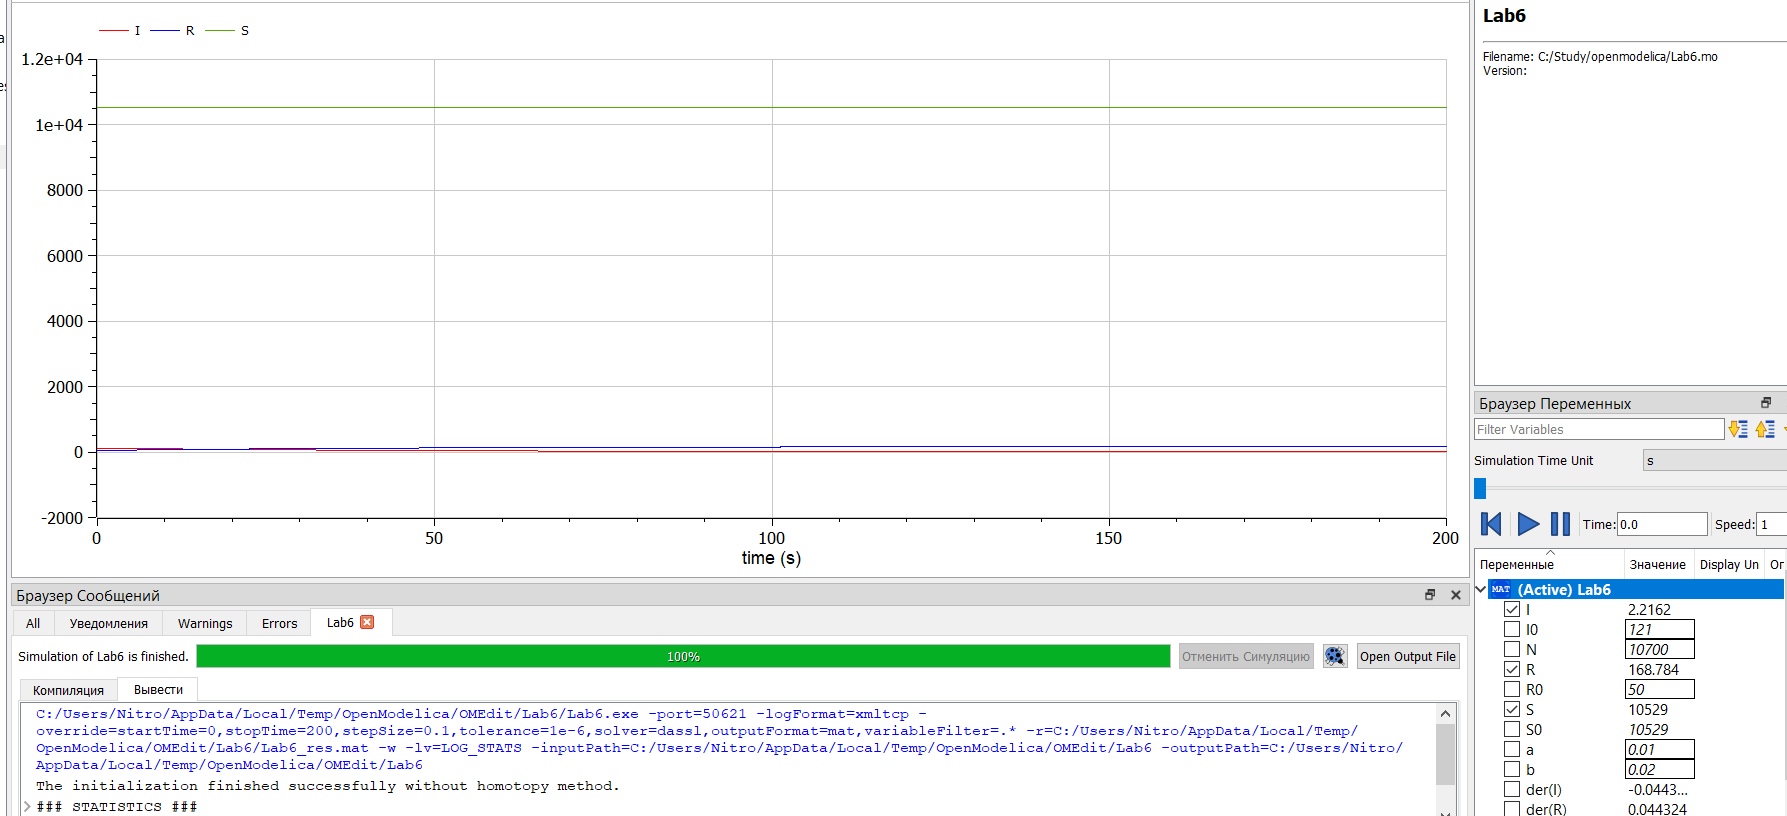 I R S
1.2e+04
1e+04
8000
6000
4000
2000
0
-2000
0 50 100 150 200
time (s)
Lab6
Filename: C:/Study/openmodelica/Lab6.mo
Version:
Браузер Переменных
Filter Variables
Simulation Time Unit s
Time: 0.0 Speed: 1
Переменные Значение Display Un
MAT (Active) Lab6
I 2.2162
I0 121
N 10700
R 168.784
R0 50
S 10529
S0 10529
a 0.01
b 0.02
der(I) -0.0443...
der(R) 0.044324
Браузер Сообщений
All Уведомления Warnings Errors Lab6
Simulation of Lab6 is finished. 100% Отменить Симуляцию Open Output File
Компиляция Вывести
C:/Users/Nitro/AppData/Local/Temp/OpenModelica/OMEdit/Lab6/Lab6.exe -port=50621 -logFormat=xmltcp -
override=startTime=0,stopTime=200,stepSize=0.1,tolerance=1e-6,solver=dassl,outputFormat=mat,variableFilter=.* -r=C:/Users/Nitro/AppData/Local/Temp/
OpenModelica/OMEdit/Lab6/Lab6_res.mat -w -lv=LOG_STATS -inputPath=C:/Users/Nitro/AppData/Local/Temp/OpenModelica/OMEdit/Lab6 -outputPath=C:/Users/Nitro/
AppData/Local/Temp/OpenModelica/OMEdit/Lab6
The initialization finished successfully without homotopy method.
### STATISTICS ###